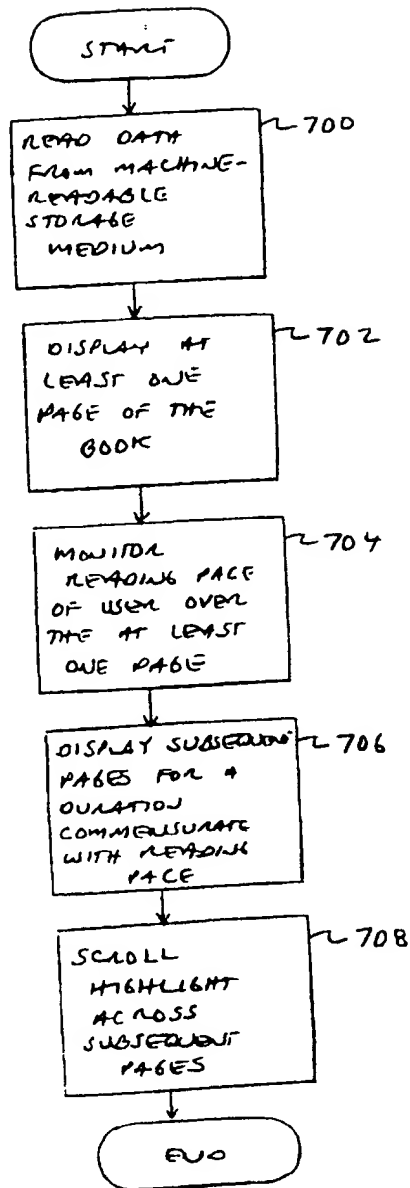 START
700
READ DATA
FROM MACHINE-
READABLE
STORAGE
MEDIUM
702
DISPLAY AT
LEAST ONE
PAGE OF THE
BOOK
704
MONITOR
READING PACE
OF USER OVER
THE AT LEAST
ONE PAGE
706
DISPLAY SUBSEQUENT
PAGES FOR A
DURATION
COMMENSURATE
WITH READING
PACE
708
SCROLL
HIGHLIGHT
ACROSS
SUBSEQUENT
PAGES
END